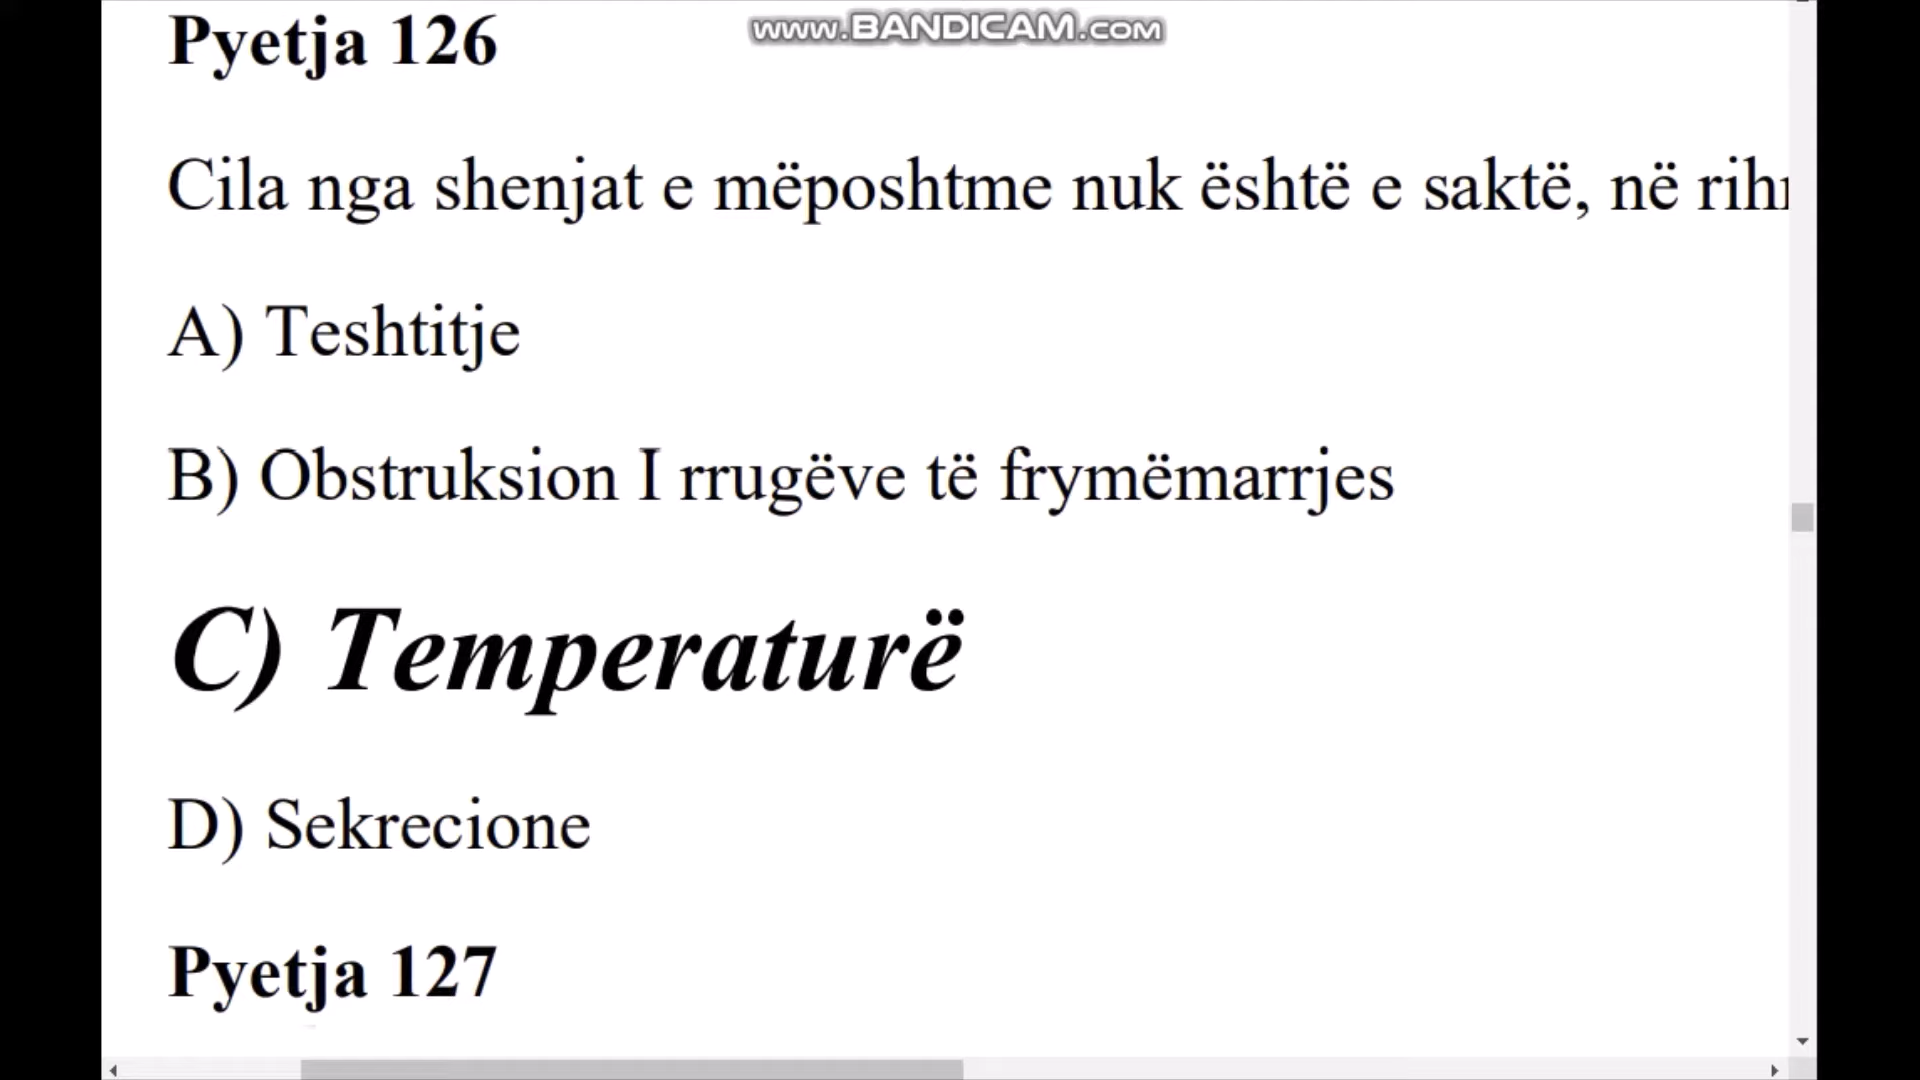 www.BANDICAM.com
Pyetja 126
Cila nga shenjat e mëposhtme nuk është e saktë, në
A) Teshtitje
B) Obstruksion I rrugëve të frymëmarrjes
C) Temperaturë
D) Sekrecione
Pyetja 127